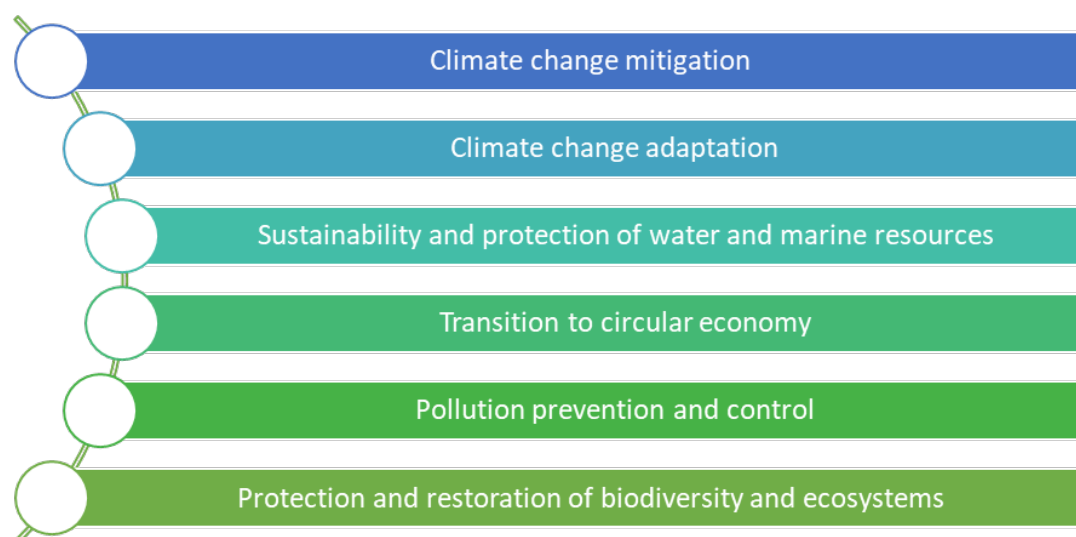 Climate change mitigation
Climate change adaptation
Sustainability and protection of water and marine resources
Transition to circular economy
Pollution prevention and control
Protection and restoration of biodiversity and ecosystems